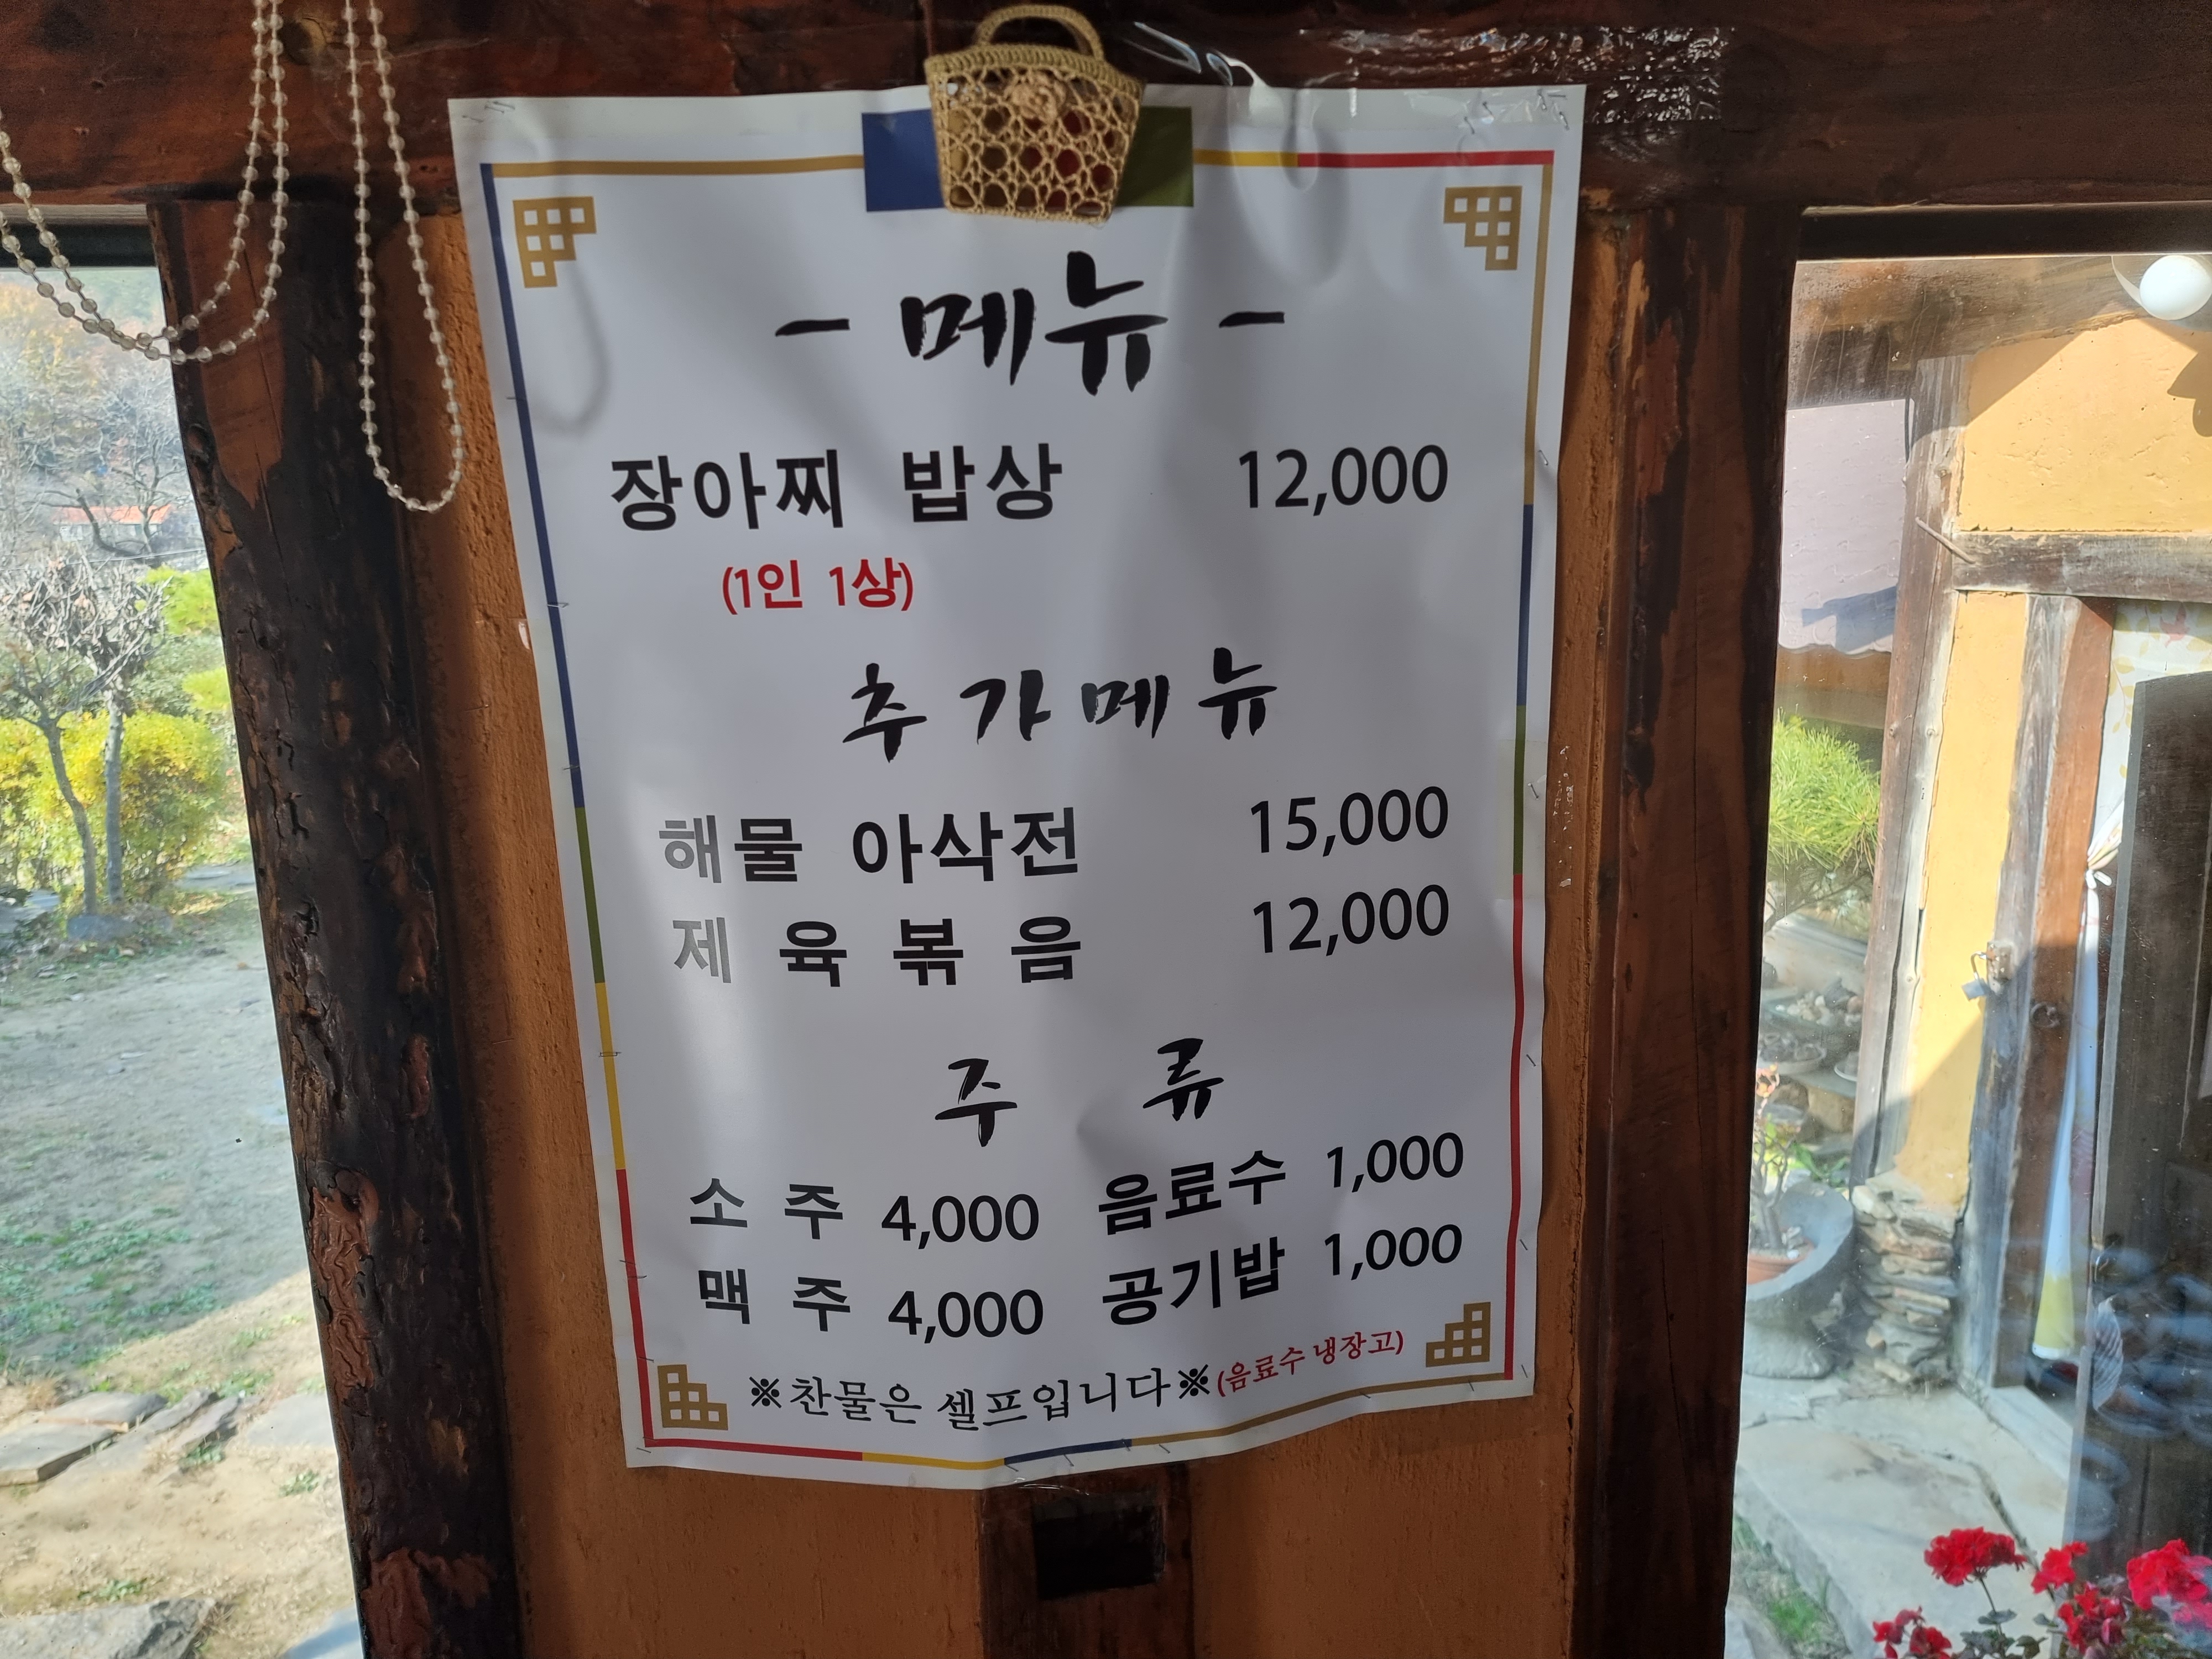 - 메뉴 -
장아찌 밥상 12,000
(1인 1상)
추가메뉴
해물 아삭전 15,000
제육볶음 12,000
주류
소주 4,000 음료수 1,000
맥주 4,000 공기밥 1,000
※찬물은 셀프입니다※(음료수 냉장고)